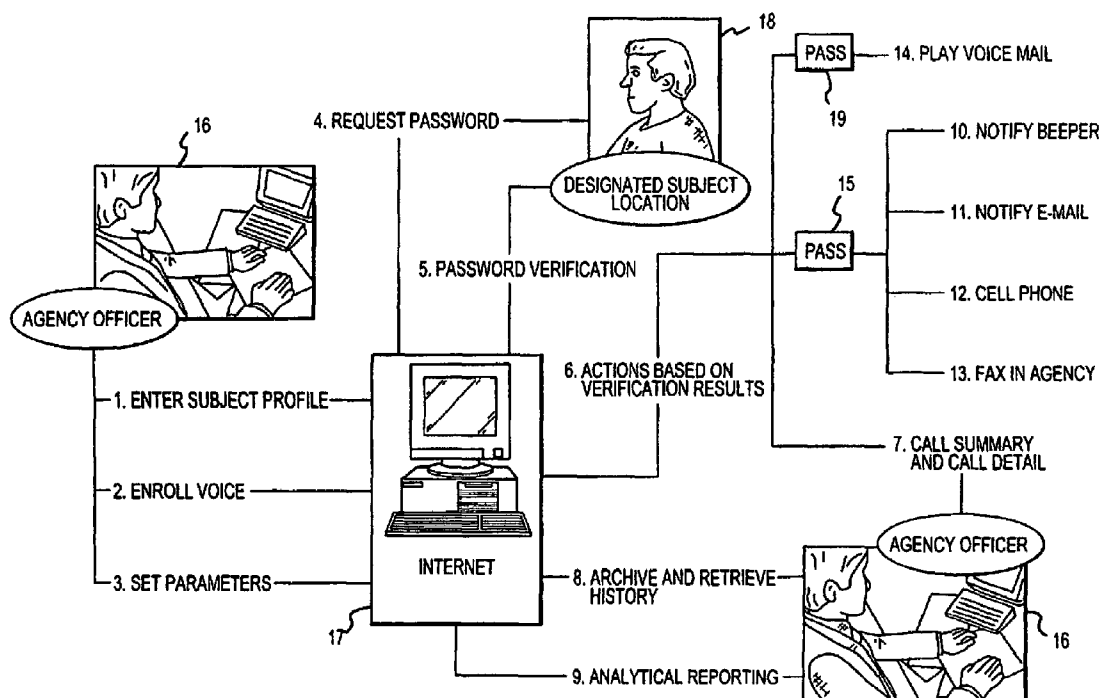 18
PASS
14. PLAY VOICE MAIL
19
16
4. REQUEST PASSWORD
10. NOTIFY BEEPER
DESIGNATED SUBJECT
LOCATION
15
PASS
11. NOTIFY E-MAIL
5. PASSWORD VERIFICATION
12. CELL PHONE
AGENCY OFFICER
6. ACTIONS BASED ON
VERIFICATION RESULTS
13. FAX IN AGENCY
1. ENTER SUBJECT PROFILE
7. CALL SUMMARY
AND CALL DETAIL
2. ENROLL VOICE
AGENCY OFFICER
INTERNET
3. SET PARAMETERS
8. ARCHIVE AND RETRIEVE
HISTORY
17
16
9. ANALYTICAL REPORTING